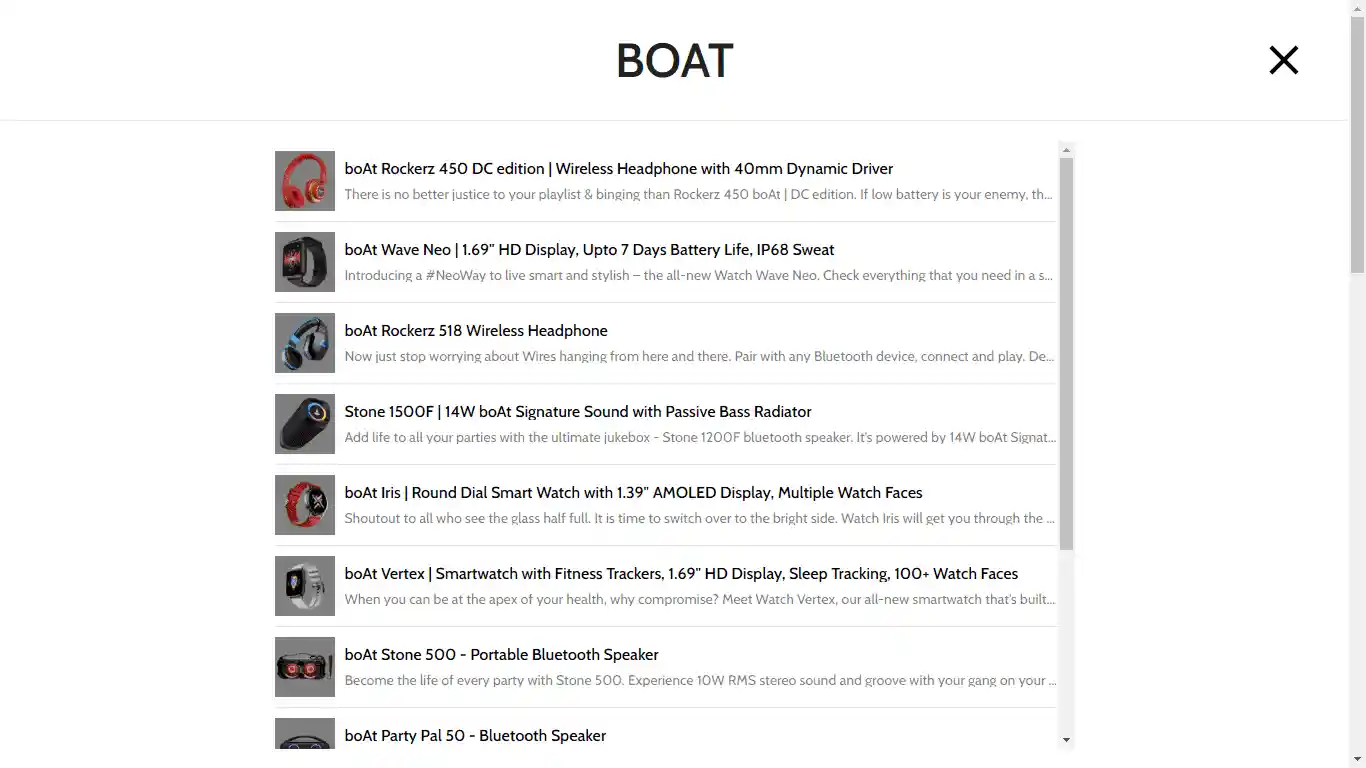 BOAT
boAt Rockerz 450 DC edition | Wireless Headphone with 40mm Dynamic Driver
There is no better justice to your playlist & binging than Rockerz 450 boAt | DC edition. If low battery is your enemy, th...
boAt Wave Neo | 1.69" HD Display, Upto 7 Days Battery Life, IP68 Sweat
Introducing a #NeoWay to live smart and stylish – the all-new Watch Wave Neo. Check everything that you need in a s...
boAt Rockerz 518 Wireless Headphone
Now just stop worrying about Wires hanging from here and there. Pair with any Bluetooth device, connect and play. De...
Stone 1500F | 14W boAt Signature Sound with Passive Bass Radiator
Add life to all your parties with the ultimate jukebox - Stone 1200F bluetooth speaker. It's powered by 14W boAt Signat...
boAt Iris | Round Dial Smart Watch with 1.39" AMOLED Display, Multiple Watch Faces
Shoutout to all who see the glass half full. It is time to switch over to the bright side. Watch Iris will get you through the ...
boAt Vertex | Smartwatch with Fitness Trackers, 1.69" HD Display, Sleep Tracking, 100+ Watch Faces
When you can be at the apex of your health, why compromise? Meet Watch Vertex, our all-new smartwatch that's built...
boAt Stone 500 - Portable Bluetooth Speaker
Become the life of every party with Stone 500. Experience 10W RMS stereo sound and groove with your gang on your ...
boAt Party Pal 50 - Bluetooth Speaker